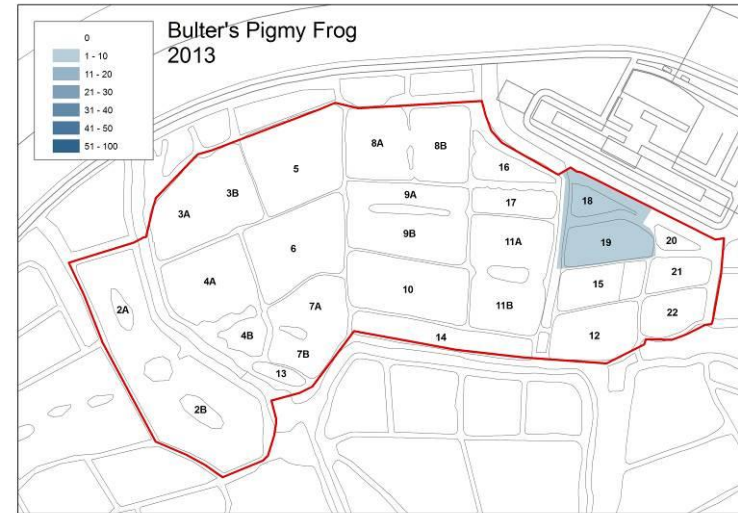 Bulter's Pigmy Frog
2013
0
1 - 10
11 - 20
21 - 30
31 - 40
41 - 50
51 - 100
8A
8B
5
16
3B
9A
17
18
3A
9B
11A
19
20
6
21
4A
10
15
2A
7A
11B
22
4B
14
12
7B
13
2B